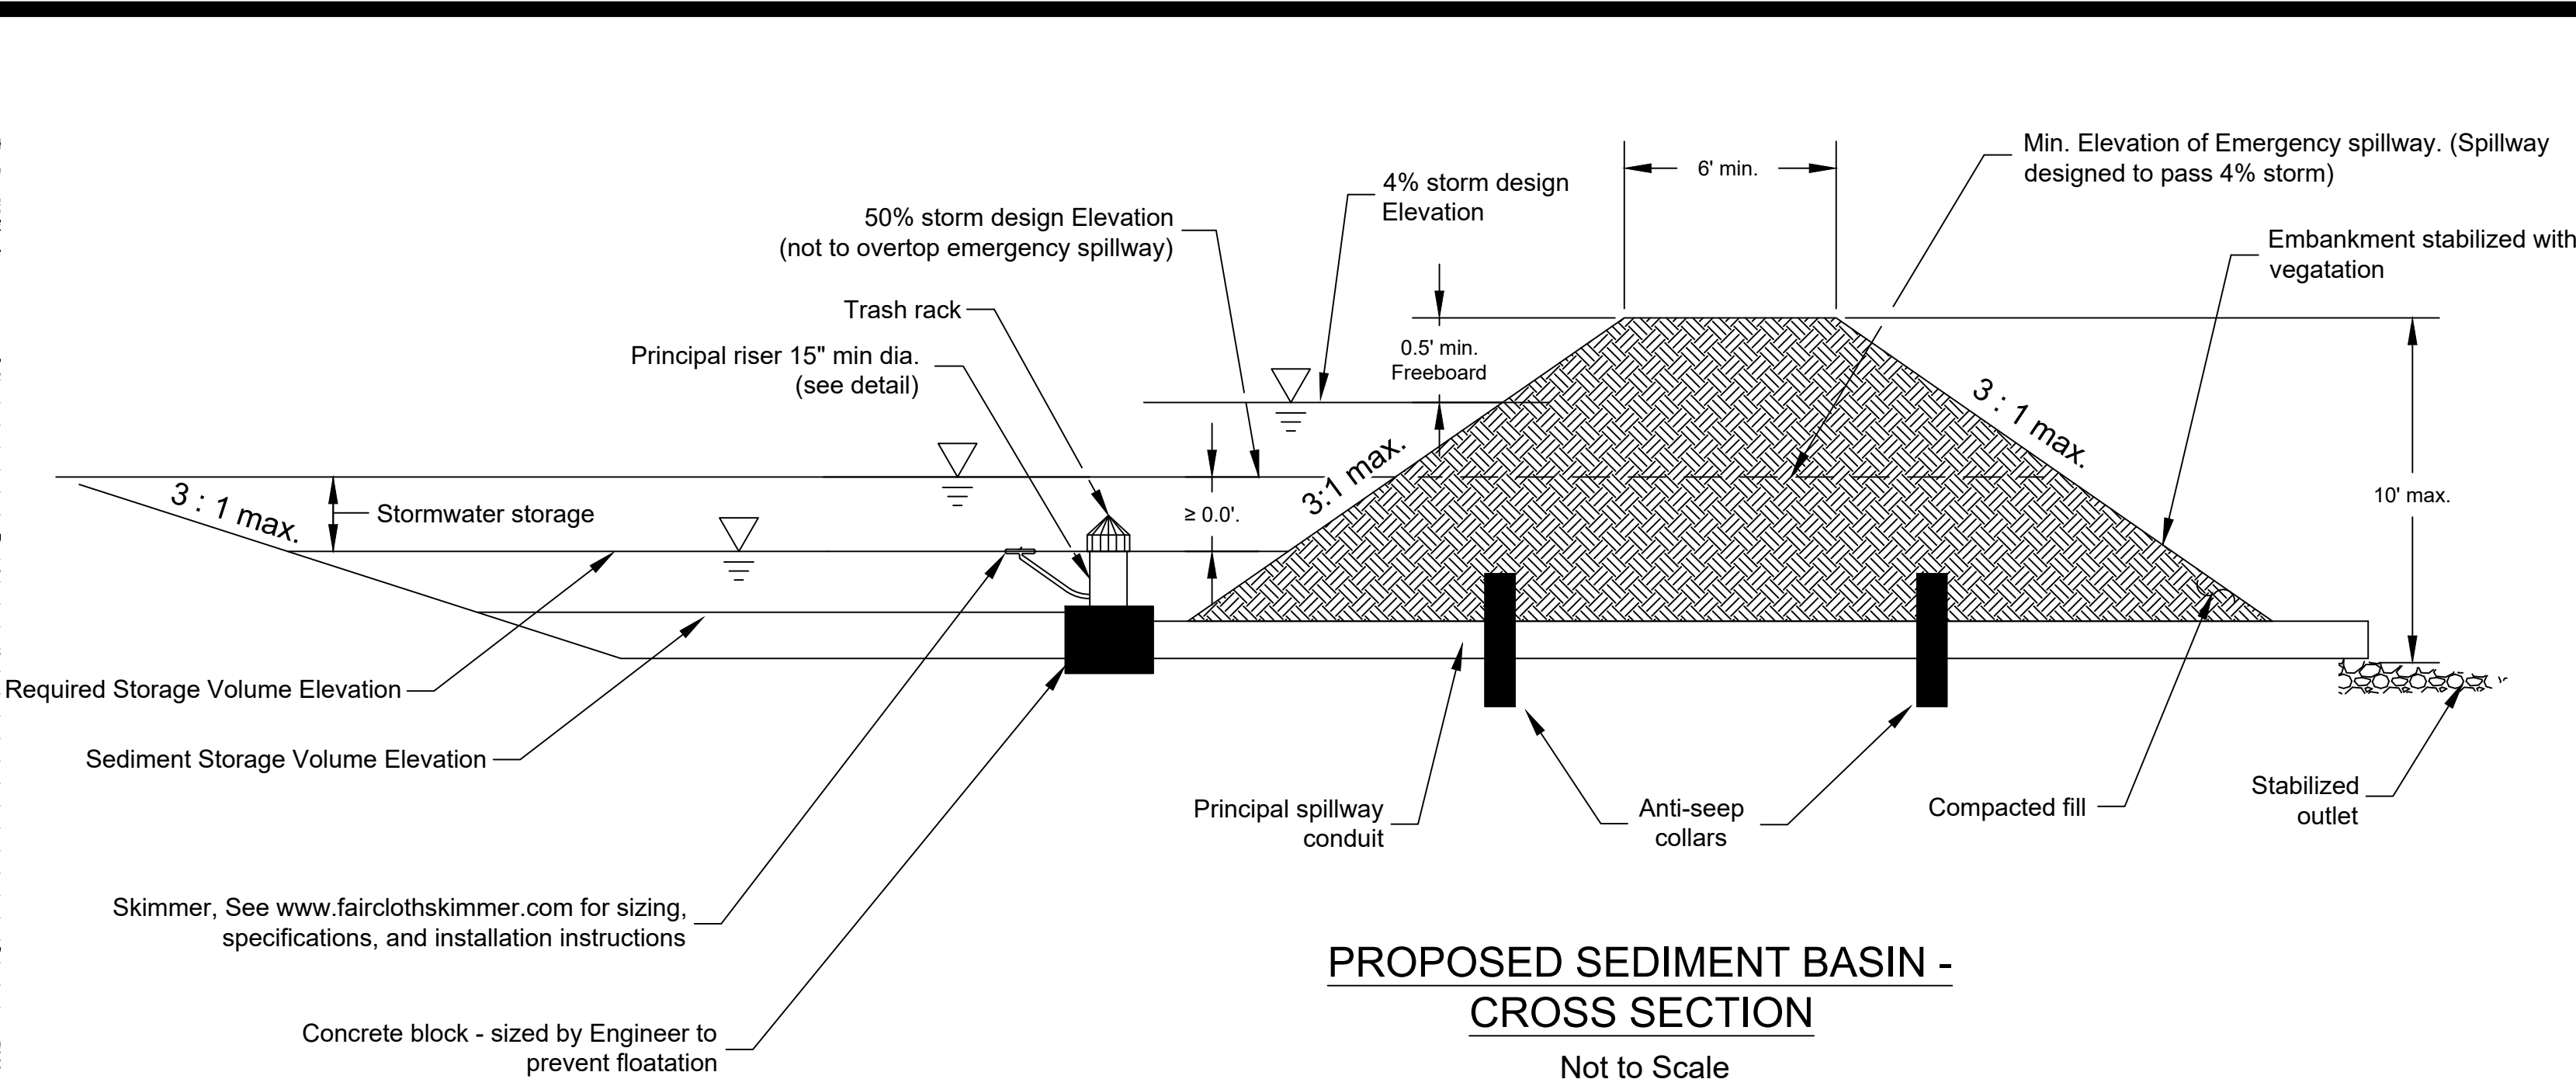 Min. Elevation of Emergency spillway. (Spillway
designed to pass 4% storm)
6' min.
4% storm design
Elevation
50% storm design Elevation
(not to overtop emergency spillway)
Embankment stabilized with
vegatation
Trash rack
Principal riser 15" min dia.
(see detail)
0.5' min.
Freeboard
3 : 1 max.
3:1 max.
3 : 1 max.
10' max.
Stormwater storage
≥ 0.0'.
Required Storage Volume Elevation
Sediment Storage Volume Elevation
Principal spillway
conduit
Anti-seep
collars
Compacted fill
Stabilized
outlet
Skimmer, See www.fairclothskimmer.com for sizing,
specifications, and installation instructions
Concrete block - sized by Engineer to
prevent floatation
PROPOSED SEDIMENT BASIN -
CROSS SECTION
Not to Scale